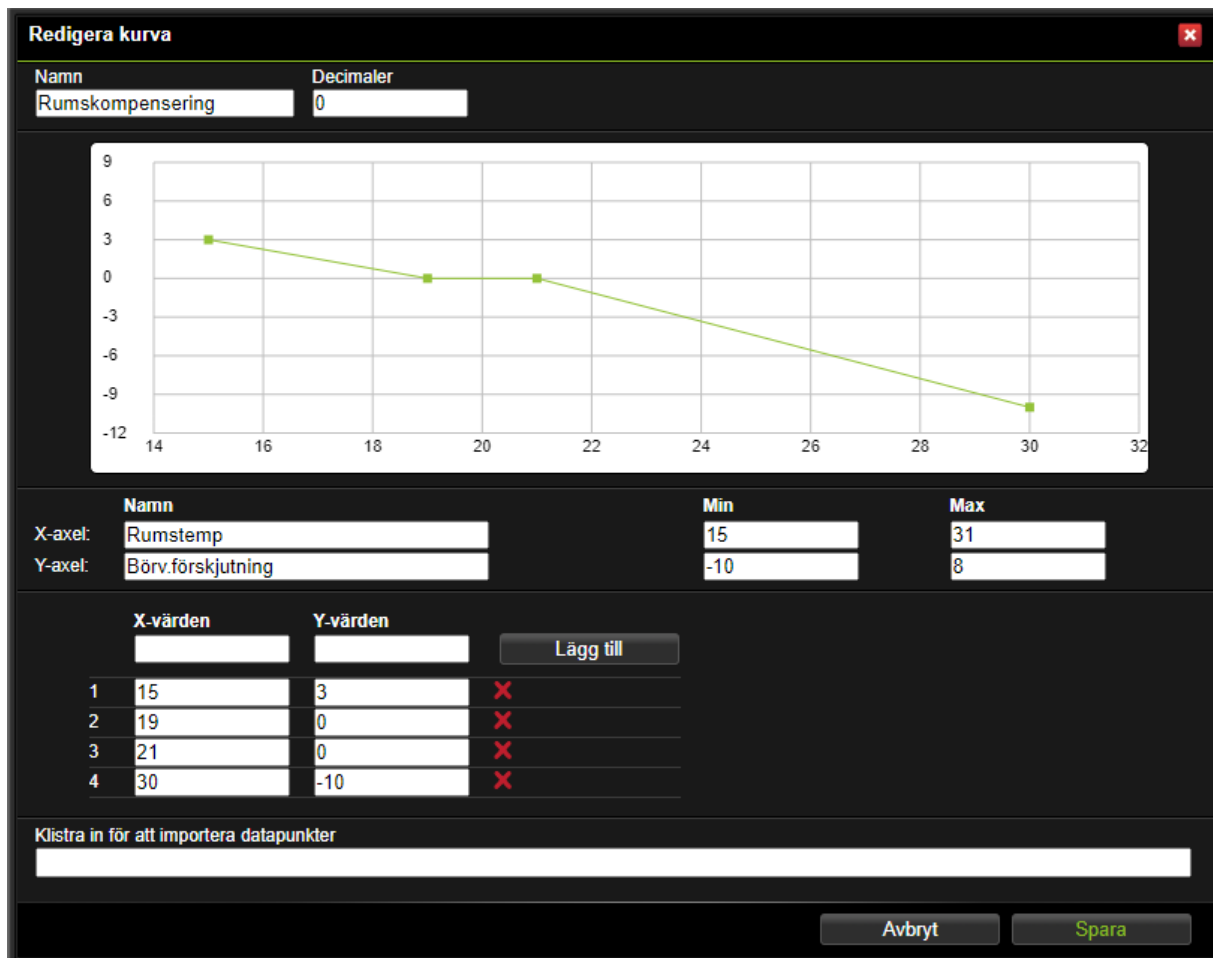 Redigera kurva
Namn Decimaler
Rumskompensering 0
9
6
3
0
-3
-6
-9
-12
14 16 18 20 22 24 26 28 30 32
Namn Min Max
X-axel: Rumstemp 15 31
Y-axel: Börv.förskjutning -10 8
X-värden Y-värden
Lägg till
1 15 3
2 19 0
3 21 0
4 30 -10
Klistra in för att importera datapunkter
Avbryt Spara